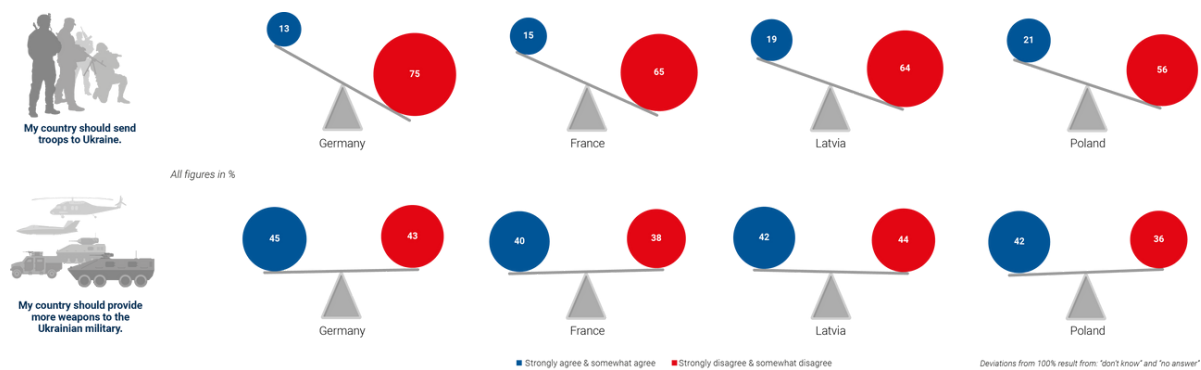 13
75
15
65
19
64
21
56
My country should send
troops to Ukraine.
Germany
France
Latvia
Poland
All figures in %
45
43
40
38
42
44
42
36
My country should provide
more weapons to the
Ukrainian military.
Germany
France
Latvia
Poland
Strongly agree & somewhat agree
Strongly disagree & somewhat disagree
Deviations from 100% result from: "don't know" and "no answer"